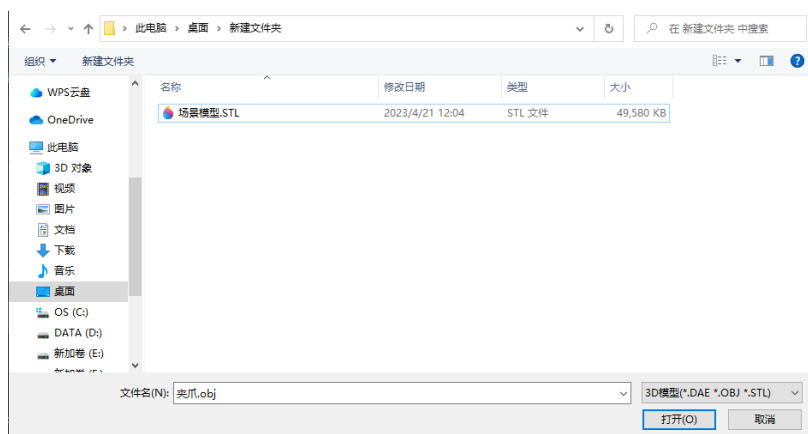 此电脑 › 桌面 › 新建文件夹
在 新建文件夹 中搜索
组织 新建文件夹
名称 修改日期 类型 大小
场景模型.STL 2023/4/21 12:04 STL 文件 49,580 KB
WPS云盘
OneDrive
此电脑
3D 对象
视频
图片
文档
下载
音乐
桌面
OS (C:)
DATA (D:)
新加卷 (E:)
文件名(N): 夹爪.obj 3D模型(*.DAE *.OBJ *.STL)
打开(O) 取消